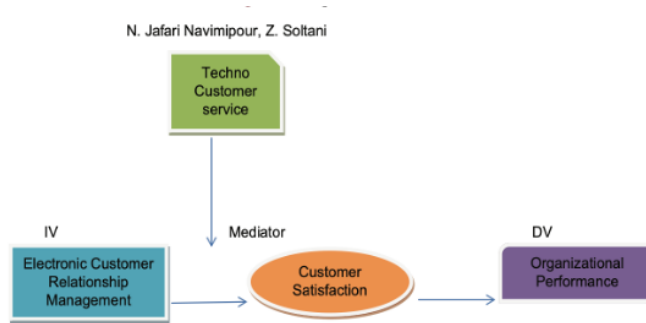 N. Jafari Navimipour, Z. Soltani
Techno
Customer
service
IV
Mediator
DV
Electronic Customer
Relationship
Management
Customer
Satisfaction
Organizational
Performance